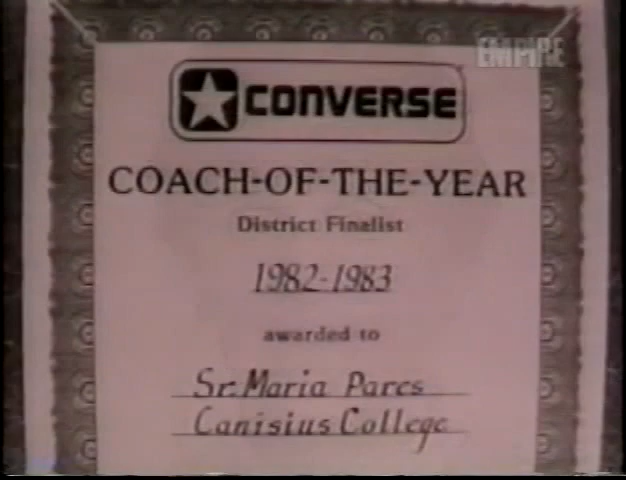 EMPIRE
CONVERSE
COACH-OF-THE-YEAR
District Finalist
1982-1983
awarded to
Sr. Maria Pares
Canisius College